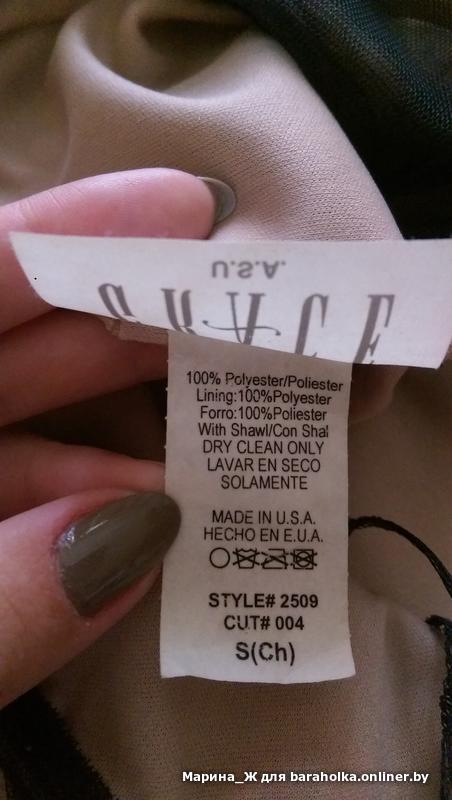 U.S.A.
GRACE
100% Polyester/Poliester
Lining:100%Polyester
Forro:100%Poliester
With Shawl/Con Shal
DRY CLEAN ONLY
LAVAR EN SECO
SOLAMENTE
MADE IN U.S.A.
HECHO EN E.U.A.
STYLE# 2509
CUT# 004
S(Ch)
Марина_Ж для baraholka.onliner.by